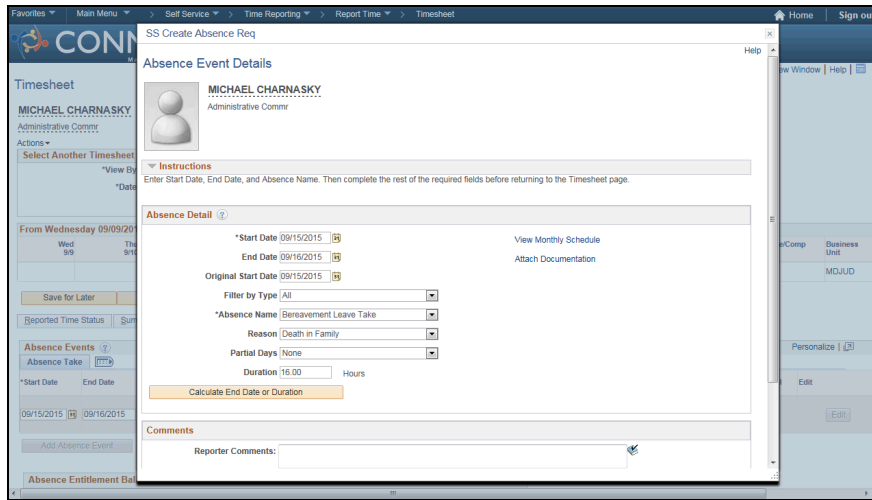 Favorites Main Menu > Self Service > Time Reporting > Report Time > Timesheet
Home Sign ou
CONN
SS Create Absence Req
Help
ew Window | Help |
Absence Event Details
MICHAEL CHARNASKY
Administrative Commr
Timesheet
MICHAEL CHARNASKY
Administrative Commr
Actions
Select Another Timesheet
*View By
*Date
Instructions
Enter Start Date, End Date, and Absence Name. Then complete the rest of the required fields before returning to the Timesheet page.
Absence Detail
*Start Date 09/15/2015
View Monthly Schedule
End Date 09/16/2015
Attach Documentation
Original Start Date 09/15/2015
Filter by Type All
*Absence Name Bereavement Leave Take
Reason Death in Family
Partial Days None
Duration 16.00 Hours
Calculate End Date or Duration
Comments
Reporter Comments:
From Wednesday 09/09/201
Wed 9/9
Thu 9/10
e/Comp
Business Unit
MDJUD
Save for Later
Reported Time Status
Sum
Absence Events
Personalize |
Absence Take
*Start Date End Date
Edit
09/15/2015 09/16/2015
Edit
Add Absence Event
Absence Entitlement Bal